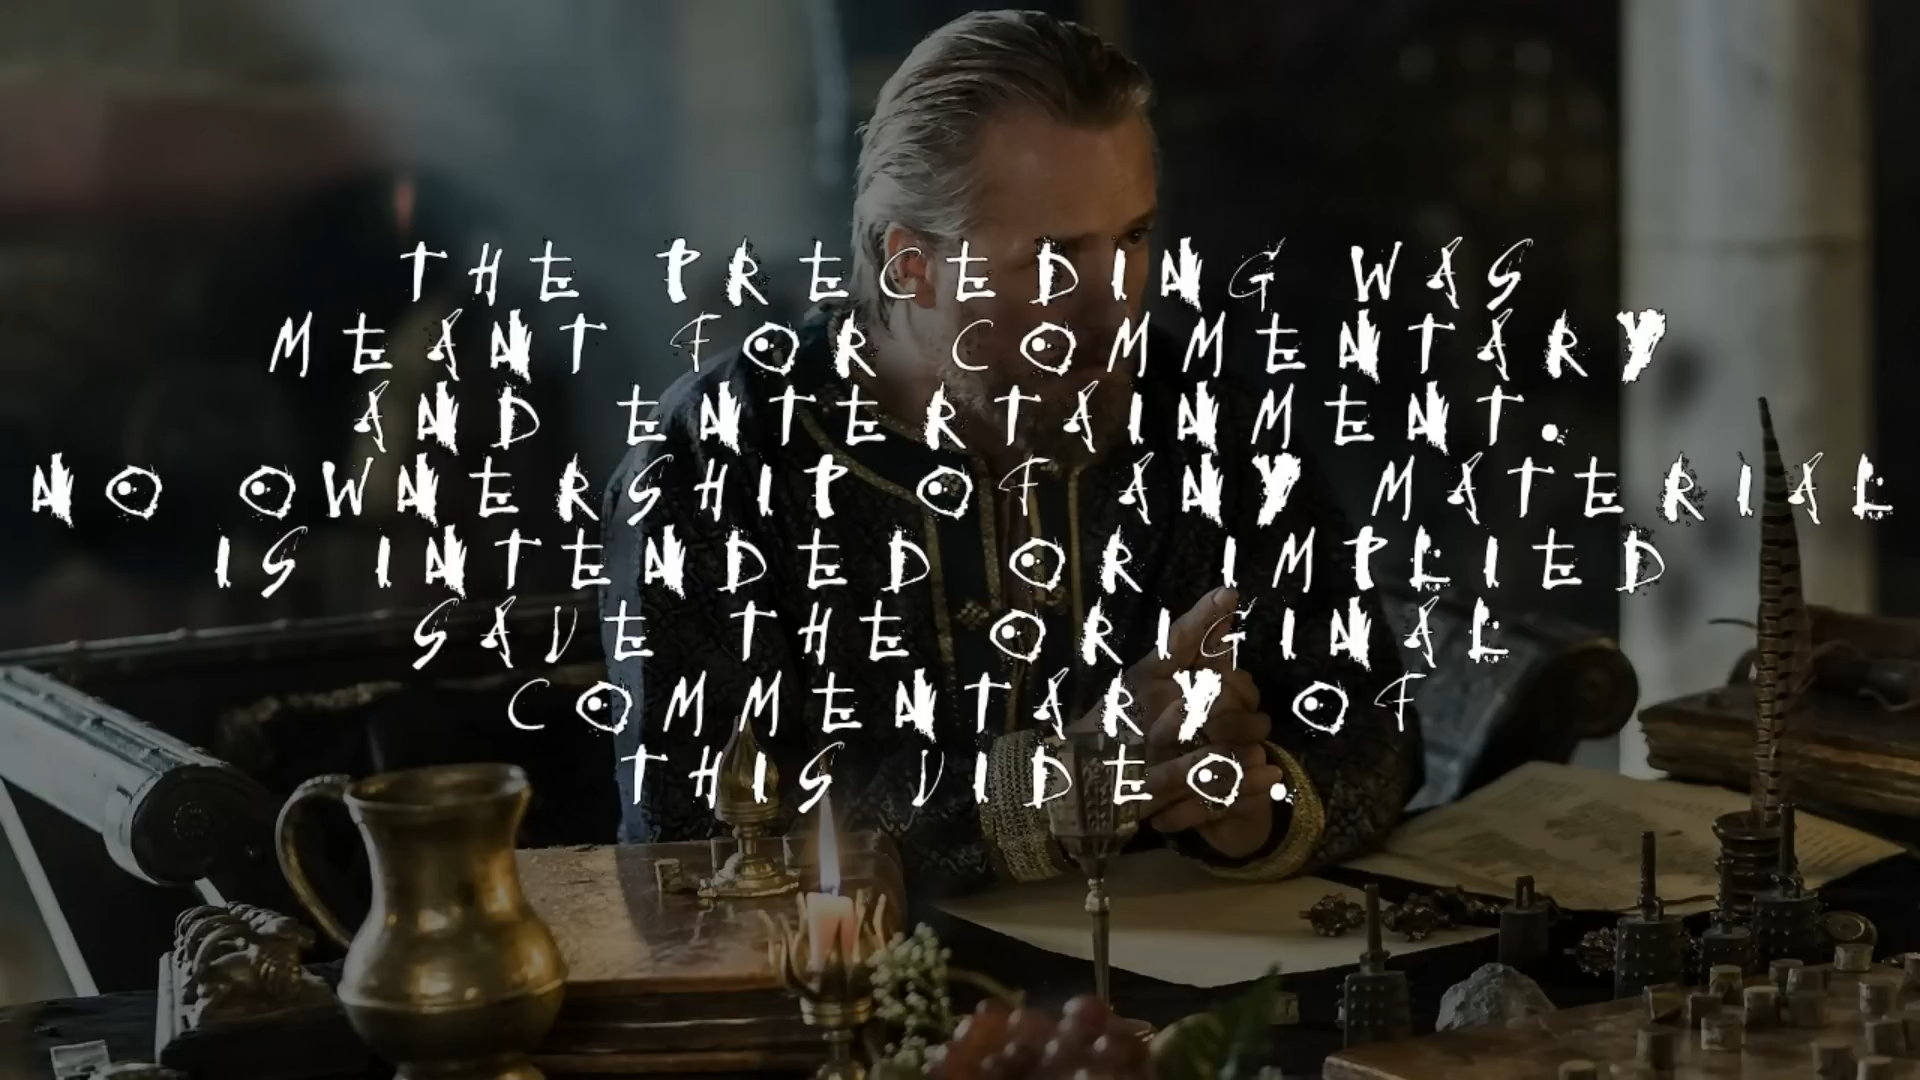 THE PRECEDING WAS
MEANT FOR COMMENTARY
AND ENTERTAINMENT.
NO OWNERSHIP OF ANY MATERIAL
IS INTENDED OR IMPLIED
SAVE THE ORIGINAL
COMMENTARY OF
THIS VIDEO.